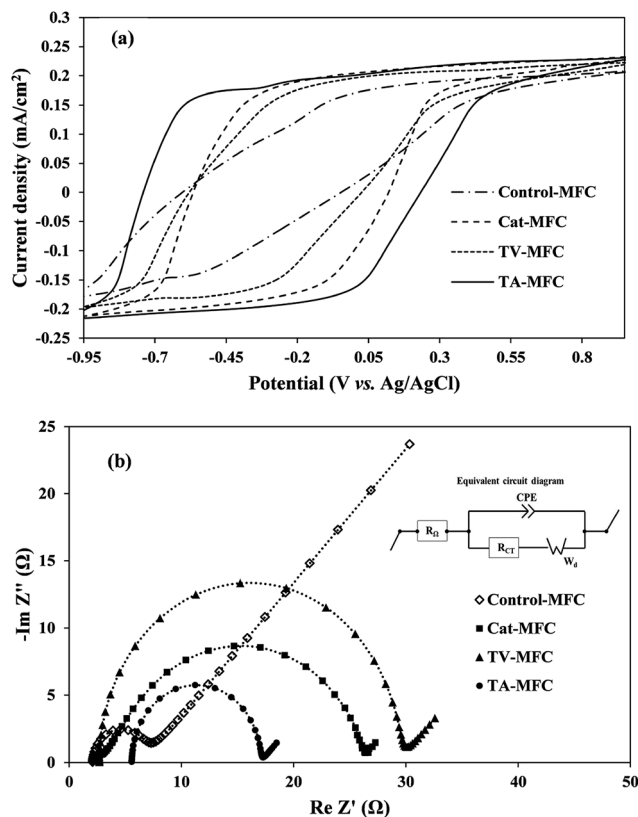 0.3
(a)
0.25
0.2
0.15
0.1
0.05
0
-0.05
-0.1
-0.15
-0.2
-0.25
Current density (mA/cm²)
Control-MFC
Cat-MFC
TV-MFC
TA-MFC
-0.95 -0.7 -0.45 -0.2 0.05 0.3 0.55 0.8
Potential (V vs. Ag/AgCl)
25
(b)
20
15
10
5
0
-Im Z'' (Ω)
Equivalent circuit diagram
CPE
RΩ
RCT
Wd
Control-MFC
Cat-MFC
TV-MFC
TA-MFC
0 10 20 30 40 50
Re Z' (Ω)